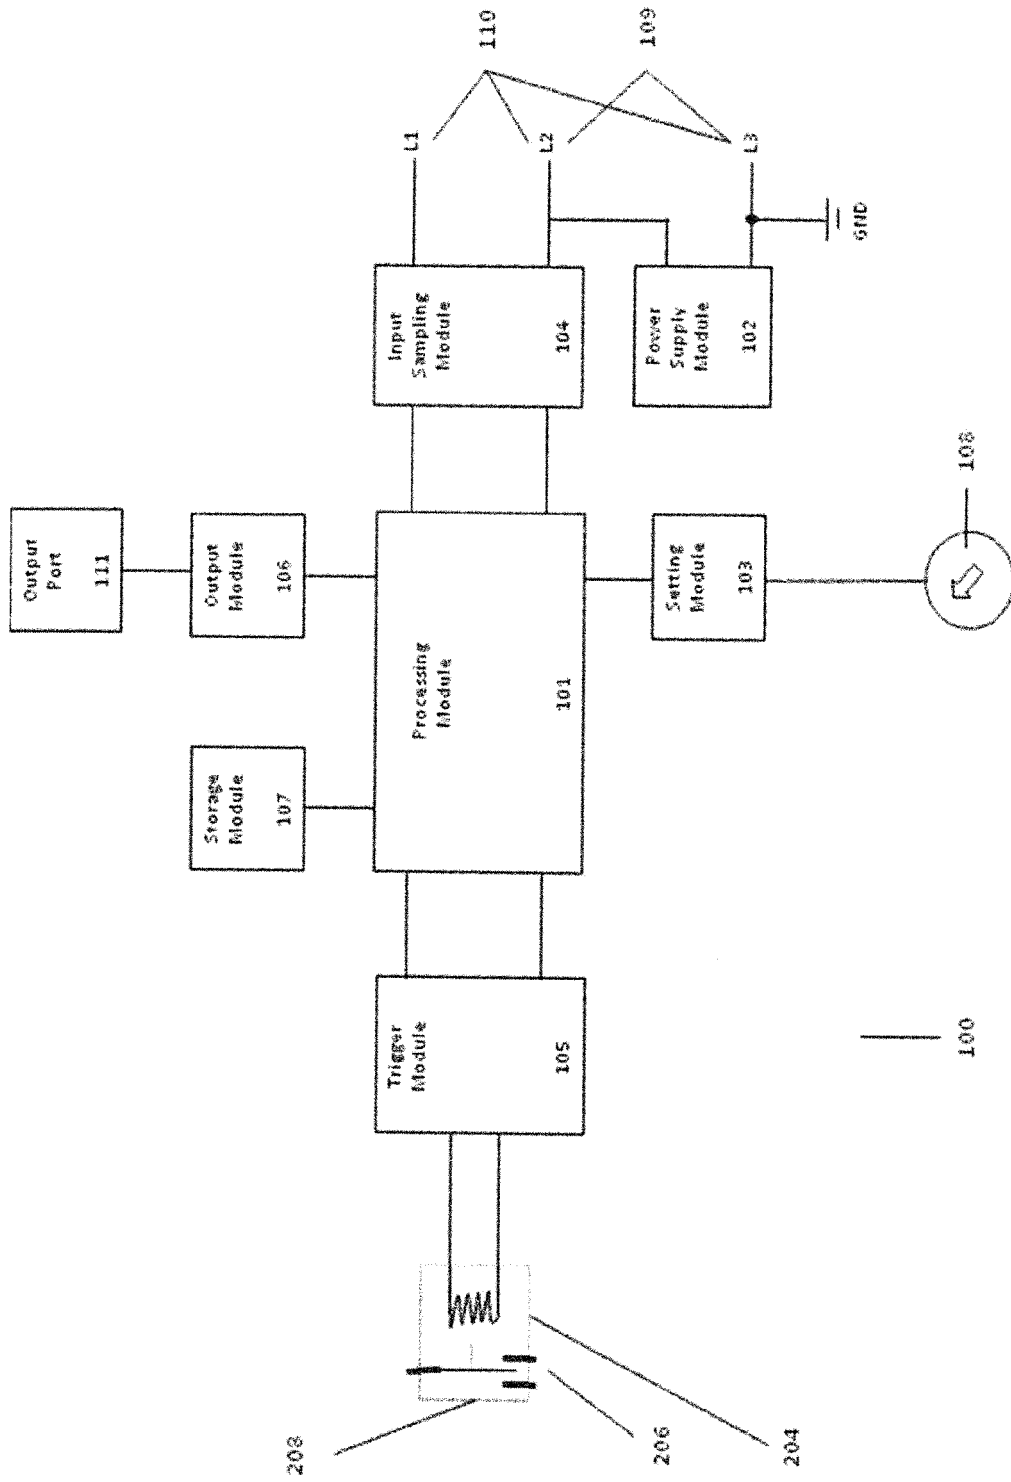 Output
Port
111
Storage
Module
107
Output
Module
106
208
Trigger
Module
105
Processing
Module
101
Input
Sampling
Module
104
L1
110
L2
109
206
204
Setting
Module
103
Power
Supply
Module
102
L3
GND
100
108